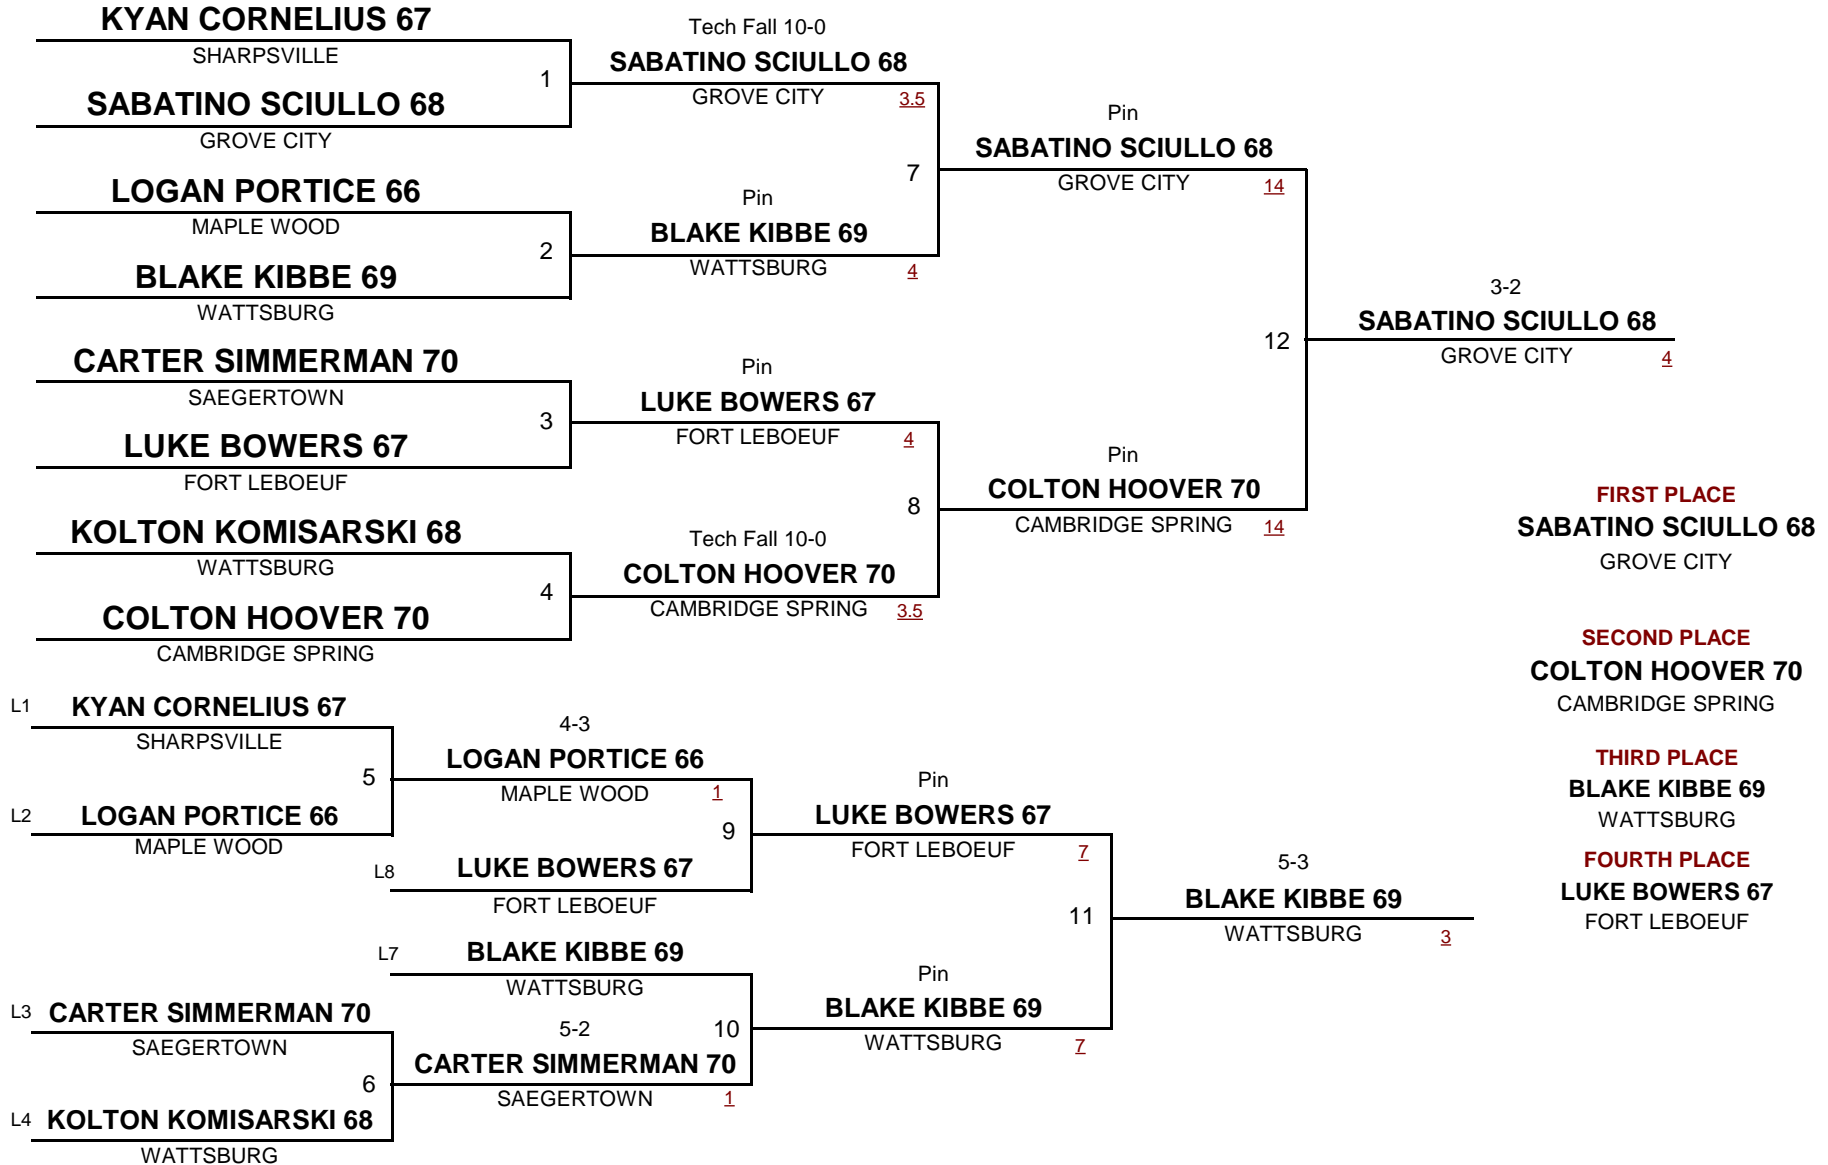 KYAN CORNELIUS 67
SHARPSVILLE
1
SABATINO SCIULLO 68
GROVE CITY
Tech Fall 10-0
SABATINO SCIULLO 68
GROVE CITY 3.5
LOGAN PORTICE 66
MAPLE WOOD
2
BLAKE KIBBE 69
WATTSBURG
Pin
BLAKE KIBBE 69
WATTSBURG 4
7
Pin
SABATINO SCIULLO 68
GROVE CITY 14
CARTER SIMMERMAN 70
SAEGERTOWN
3
LUKE BOWERS 67
FORT LEBOEUF
Pin
LUKE BOWERS 67
FORT LEBOEUF 4
KOLTON KOMISARSKI 68
WATTSBURG
4
COLTON HOOVER 70
CAMBRIDGE SPRING
Tech Fall 10-0
COLTON HOOVER 70
CAMBRIDGE SPRING 3.5
8
Pin
COLTON HOOVER 70
CAMBRIDGE SPRING 14
12
3-2
SABATINO SCIULLO 68
GROVE CITY 4
FIRST PLACE
SABATINO SCIULLO 68
GROVE CITY
SECOND PLACE
COLTON HOOVER 70
CAMBRIDGE SPRING
THIRD PLACE
BLAKE KIBBE 69
WATTSBURG
FOURTH PLACE
LUKE BOWERS 67
FORT LEBOEUF
L1 KYAN CORNELIUS 67
SHARPSVILLE
5
L2 LOGAN PORTICE 66
MAPLE WOOD
4-3
LOGAN PORTICE 66
MAPLE WOOD 1
9
L8 LUKE BOWERS 67
FORT LEBOEUF
Pin
LUKE BOWERS 67
FORT LEBOEUF 7
L7 BLAKE KIBBE 69
WATTSBURG
10
L3 CARTER SIMMERMAN 70
SAEGERTOWN
6
L4 KOLTON KOMISARSKI 68
WATTSBURG
5-2
CARTER SIMMERMAN 70
SAEGERTOWN 1
Pin
BLAKE KIBBE 69
WATTSBURG 7
11
5-3
BLAKE KIBBE 69
WATTSBURG 3